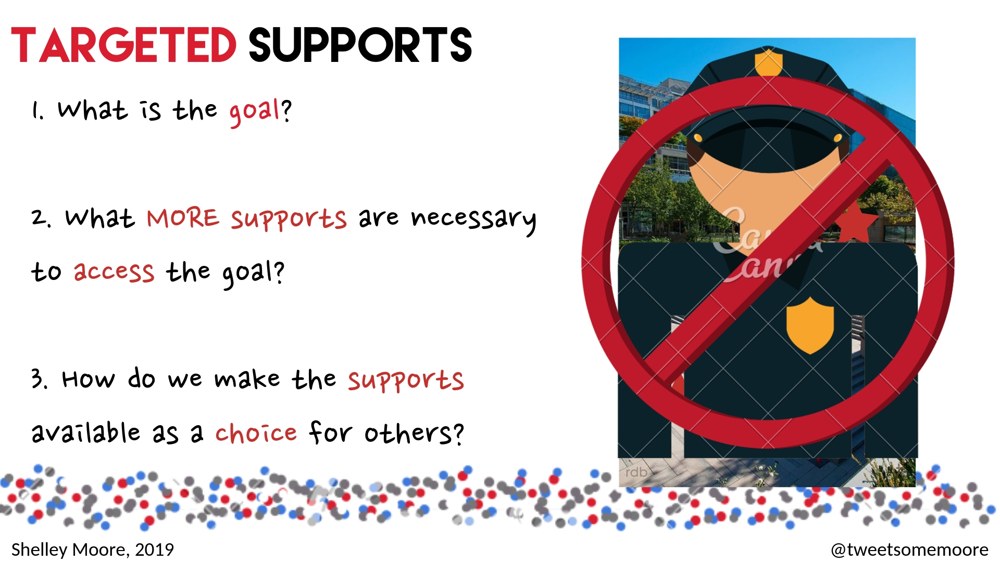 TARGETED SUPPORTS
1. What is the goal?
2. What MORE supports are necessary
to access the goal?
3. How do we make the supports
available as a choice for others?
Canva
rdb
Shelley Moore, 2019
@tweetsomemoore